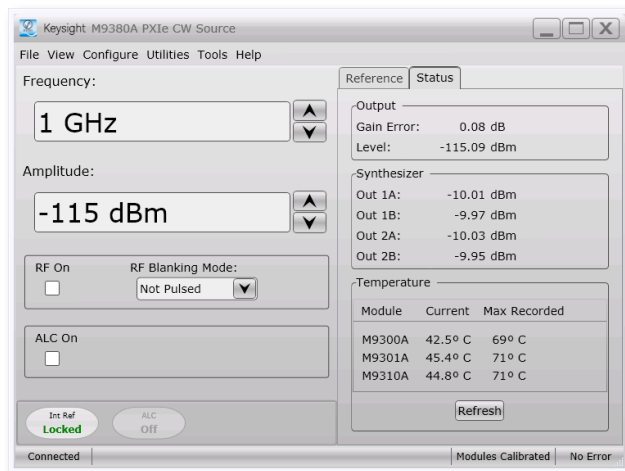 Keysight M9380A PXIe CW Source
File View Configure Utilities Tools Help
Frequency:
1 GHz
Amplitude:
-115 dBm
RF On
RF Blanking Mode:
Not Pulsed
ALC On
Int Ref
Locked
ALC
Off
Reference Status
Output
Gain Error: 0.08 dB
Level: -115.09 dBm
Synthesizer
Out 1A: -10.01 dBm
Out 1B: -9.97 dBm
Out 2A: -10.03 dBm
Out 2B: -9.95 dBm
Temperature
Module Current Max Recorded
M9300A 42.5º C 69º C
M9301A 45.4º C 71º C
M9310A 44.8º C 71º C
Refresh
Connected Modules Calibrated No Error